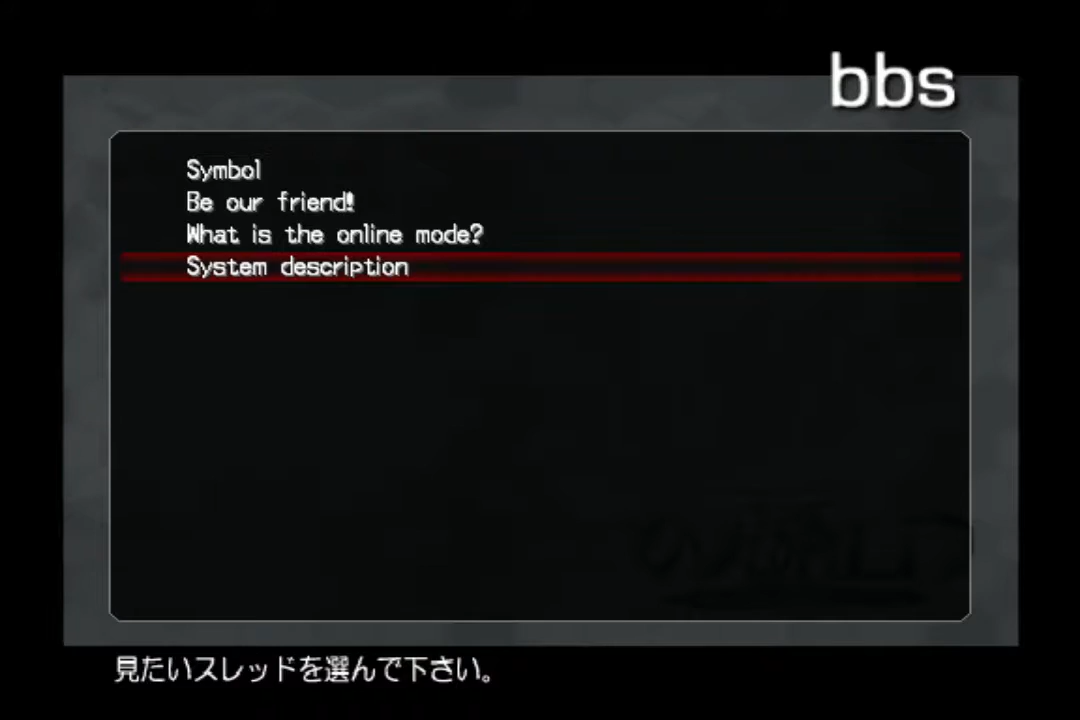 bbs
Symbol
Be our friend!
What is the online mode?
System description
見たいスレッドを選んで下さい。